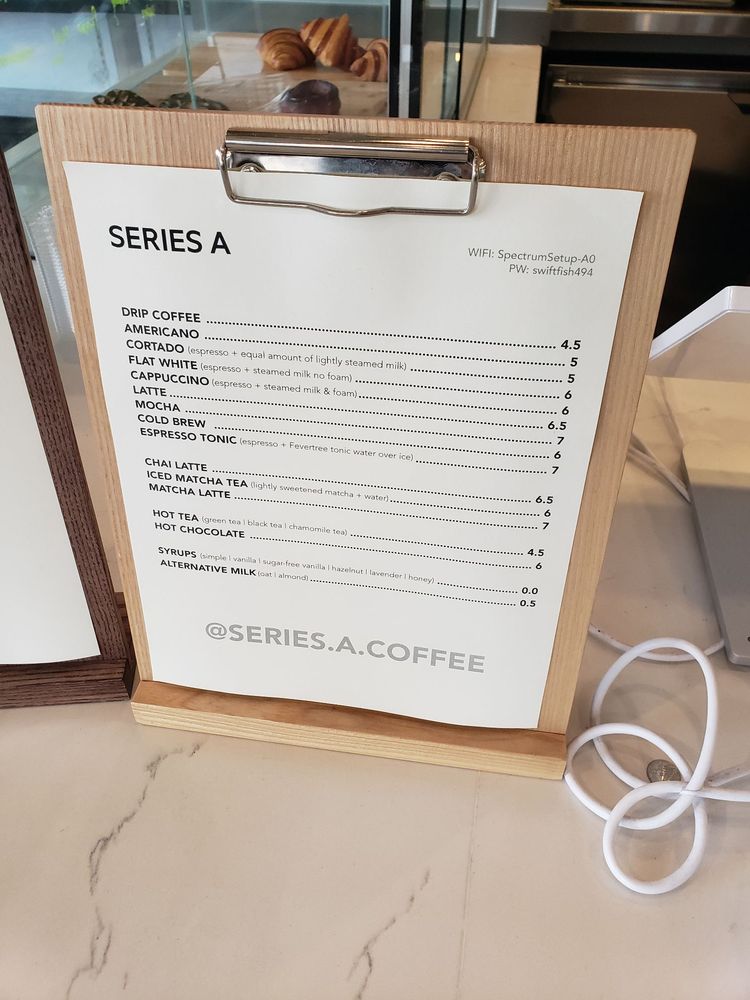 SERIES A
WIFI: SpectrumSetup-A0
PW: swiftfish494
DRIP COFFEE 4.5
AMERICANO 5
CORTADO (espresso + equal amount of lightly steamed milk) 5
FLAT WHITE (espresso + steamed milk no foam) 6
CAPPUCCINO (espresso + steamed milk & foam) 6
LATTE 6.5
MOCHA 7
COLD BREW 6
ESPRESSO TONIC (espresso + Fevertree tonic water over ice) 7
CHAI LATTE 6.5
ICED MATCHA TEA (lightly sweetened matcha + water) 6
MATCHA LATTE 7
HOT TEA (green tea | black tea | chamomile tea) 4.5
HOT CHOCOLATE 6
SYRUPS (simple | vanilla | sugar-free vanilla | hazelnut | lavender | honey) 0.0
ALTERNATIVE MILK (oat | almond) 0.5
@SERIES.A.COFFEE